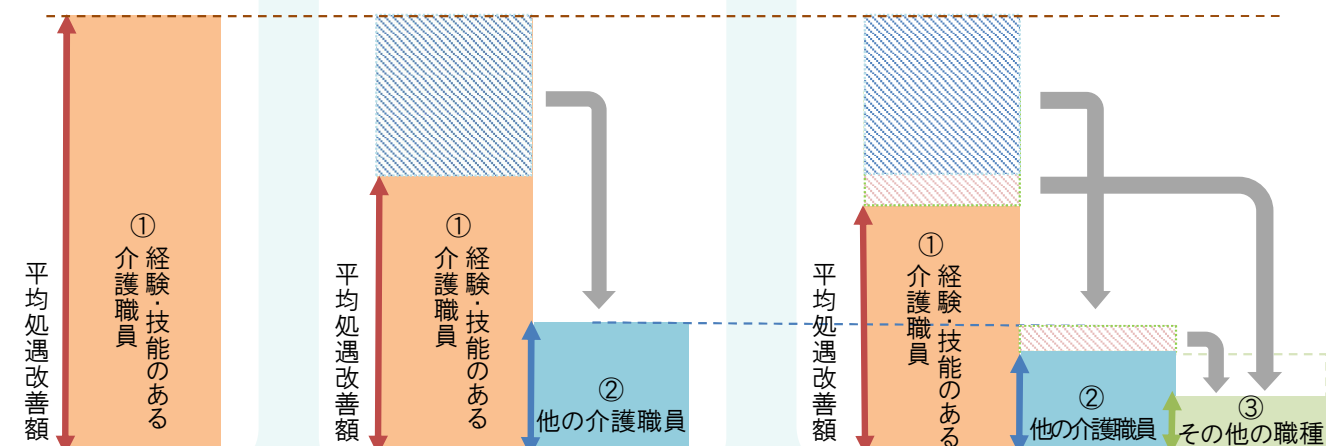 平均処遇改善額
①
経験・技能のある
介護職員
平均処遇改善額
①
経験・技能のある
介護職員
②
他の介護職員
平均処遇改善額
①
経験・技能のある
介護職員
②
他の介護職員
③
その他の職種